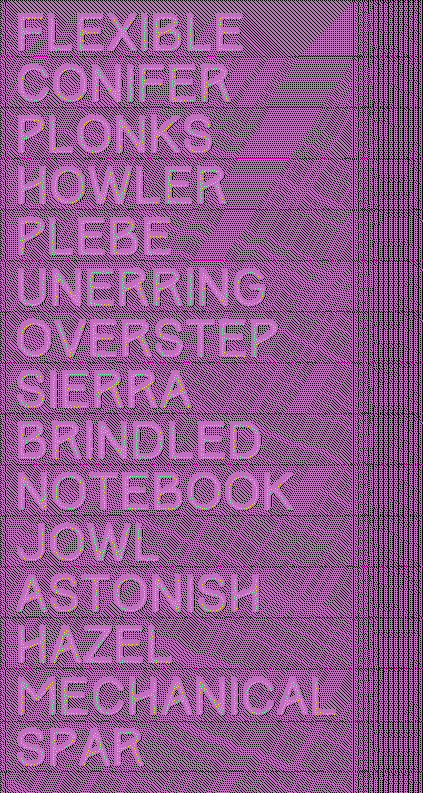 FLEXIBLE
CONIFER
PLONKS
HOWLER
PLEBE
UNERRING
OVERSTEP
SIERRA
BRINDLED
NOTEBOOK
JOWL
ASTONISH
HAZEL
MECHANICAL
SPAR